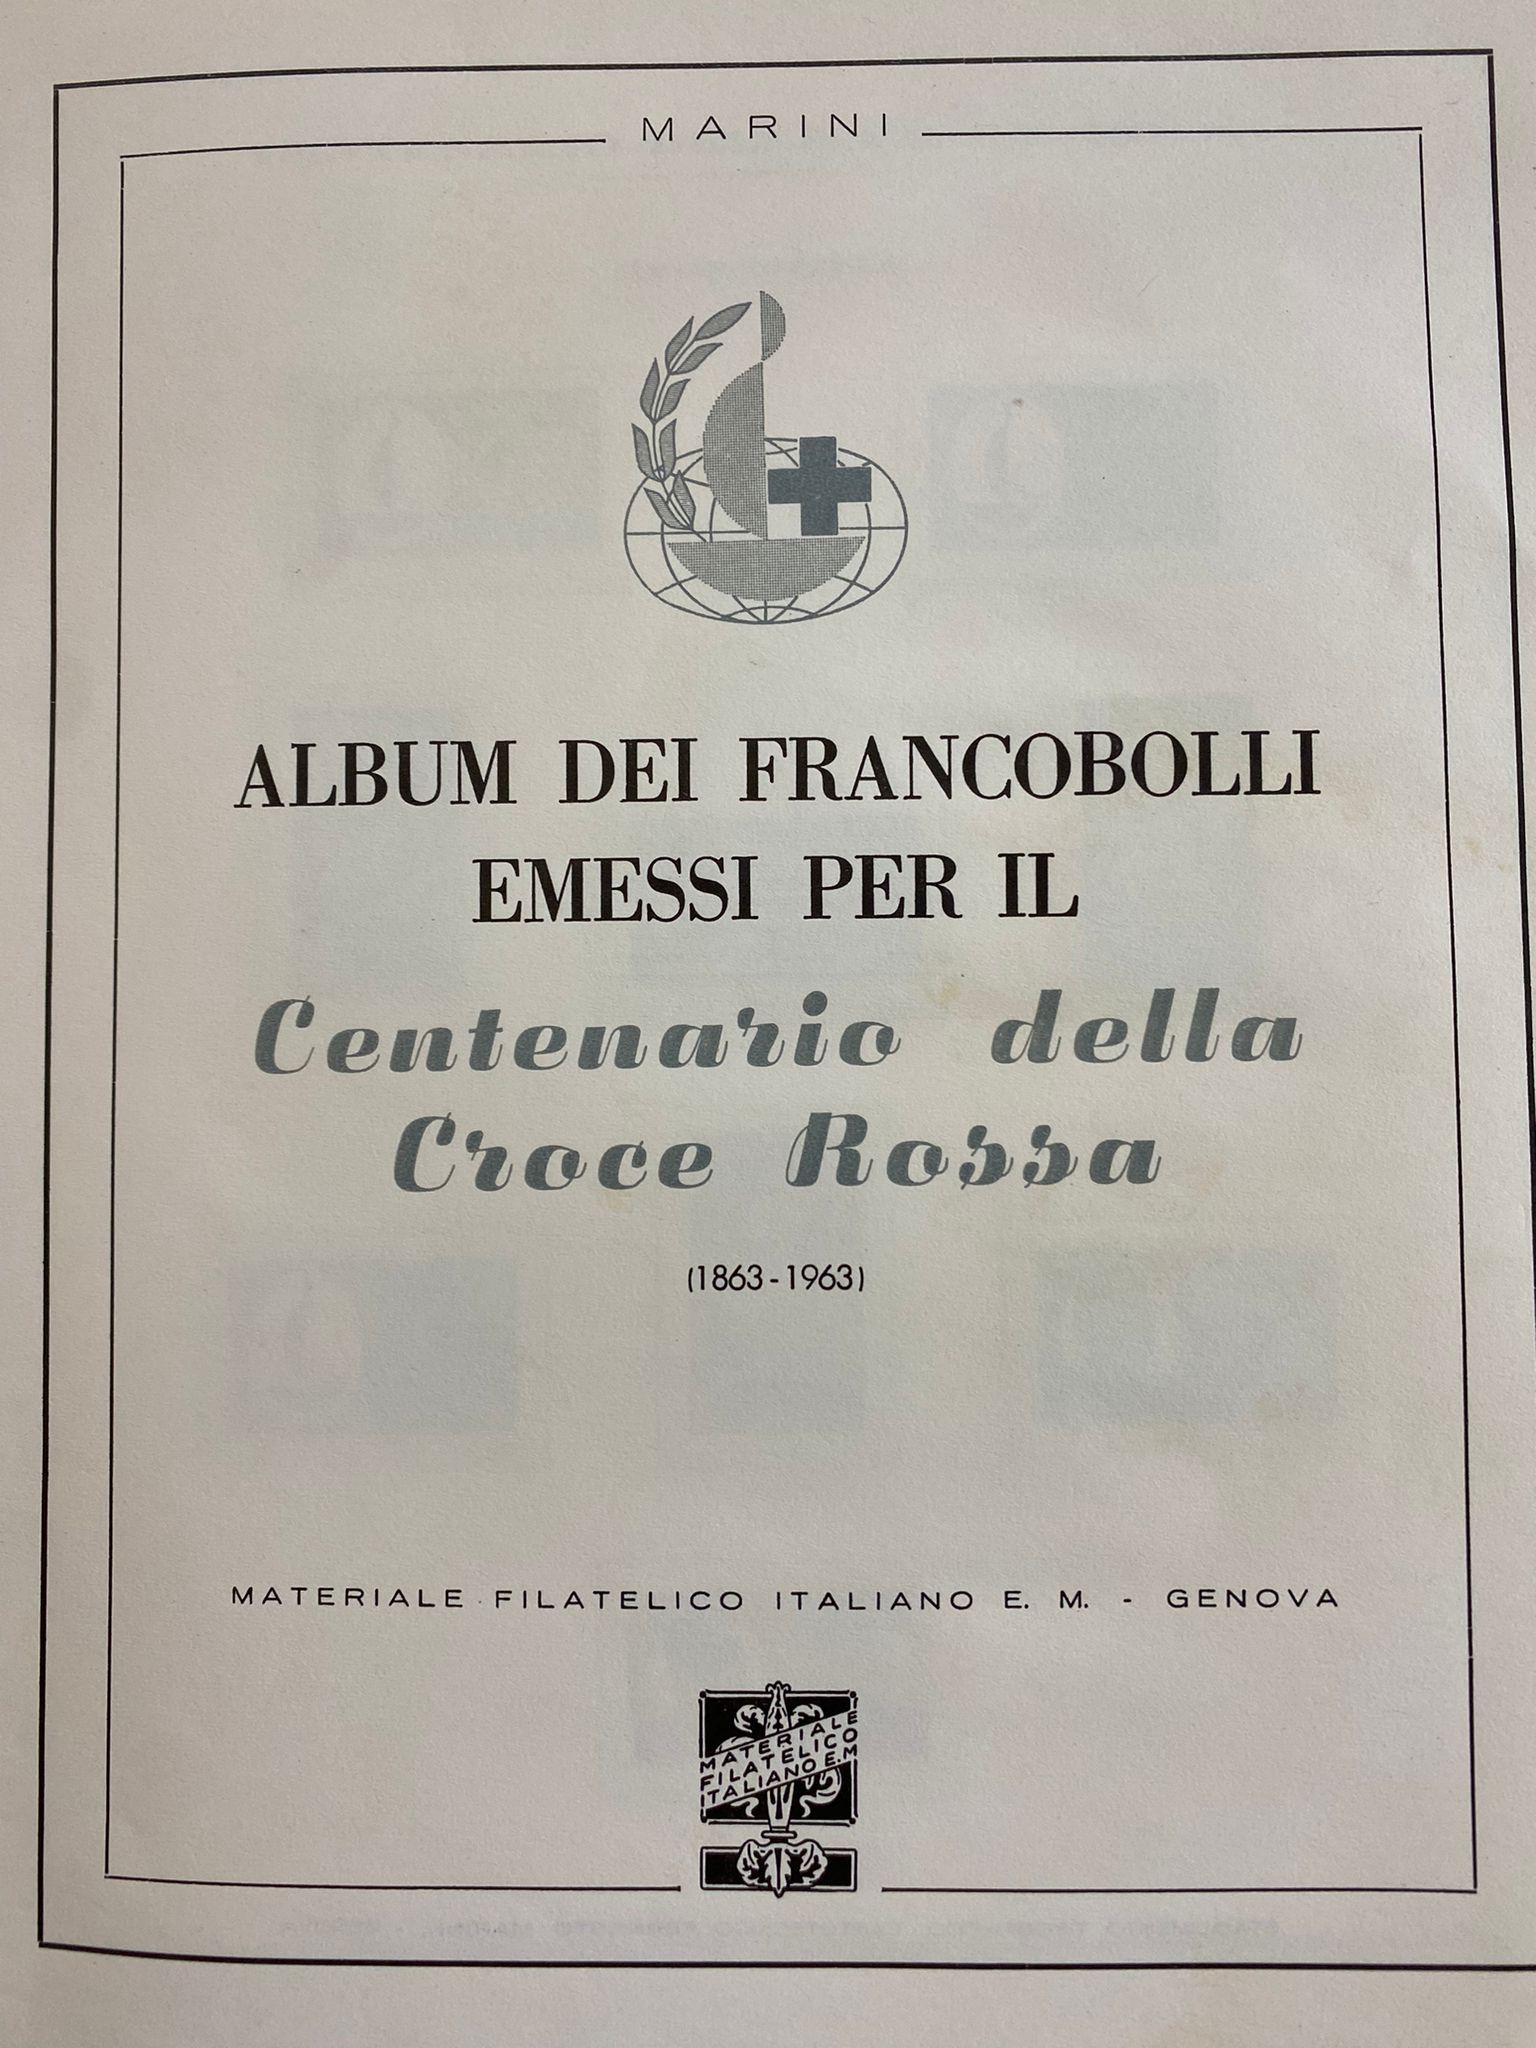 MARINI
ALBUM DEI FRANCOBOLLI
EMESSI PER IL
Centenario della
Croce Rossa
(1863-1963)
MATERIALE FILATELICO ITALIANO E. M. - GENOVA
MATERIALE
FILATELICO
ITALIANO E.M